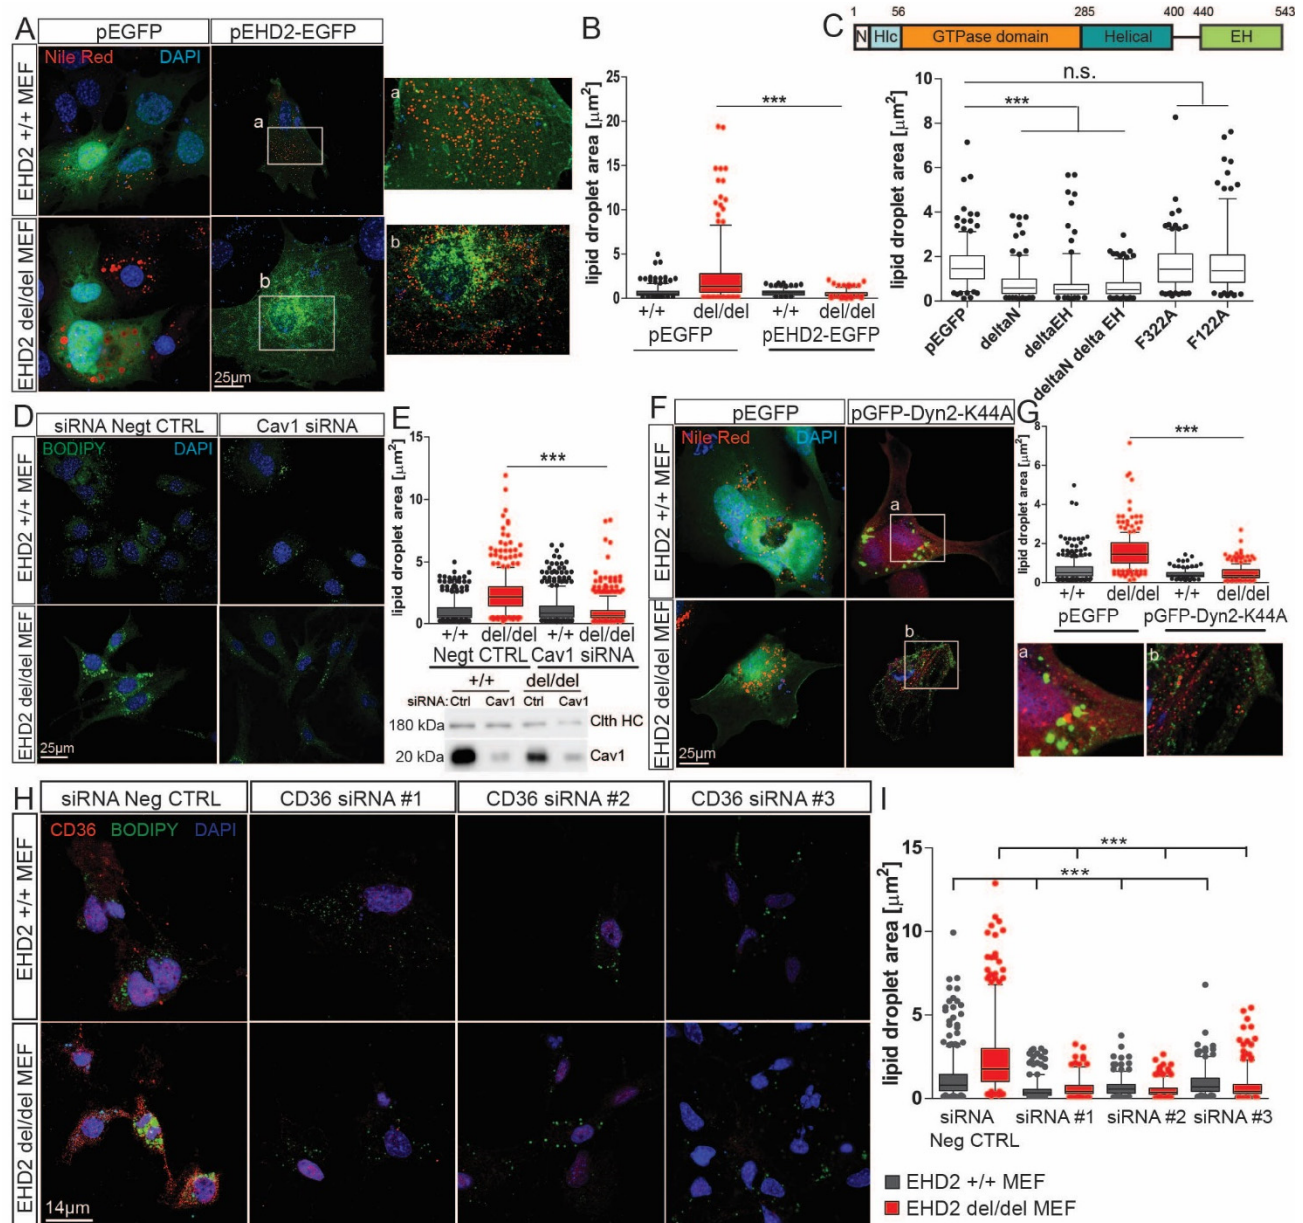 A
pEGFP
pEHD2-EGFP
Nile Red
DAPI
EHD2 +/+ MEF
a
a
EHD2 del/del MEF
b
b
25µm
B
lipid droplet area [µm²]
25
20
15
10
5
0
***
+/+
del/del
+/+
del/del
pEGFP
pEHD2-EGFP
C
1
56
285
400
440
543
N
Hlc
GTPase domain
Helical
EH
lipid droplet area [µm²]
10
8
6
4
2
0
n.s.
***
pEGFP
deltaN
deltaEH
deltaN delta EH
F322A
F122A
D
siRNA Negt CTRL
Cav1 siRNA
BODIPY
DAPI
EHD2 +/+ MEF
EHD2 del/del MEF
25µm
E
lipid droplet area [µm²]
15
10
5
0
***
+/+
del/del
+/+
del/del
Negt CTRL
Cav1 siRNA
+/+
del/del
siRNA: Ctrl Cav1 Ctrl Cav1
180 kDa
Clth HC
20 kDa
Cav1
F
pEGFP
pGFP-Dyn2-K44A
Nile Red
DAPI
EHD2 +/+ MEF
a
EHD2 del/del MEF
b
25µm
G
lipid droplet area [µm²]
8
6
4
2
0
***
+/+
del/del
+/+
del/del
pEGFP
pGFP-Dyn2-K44A
a
b
H
siRNA Neg CTRL
CD36 siRNA #1
CD36 siRNA #2
CD36 siRNA #3
CD36 BODIPY DAPI
EHD2 +/+ MEF
EHD2 del/del MEF
14µm
I
lipid droplet area [µm²]
15
10
5
0
***
***
siRNA
Neg CTRL
siRNA #1
siRNA #2
siRNA #3
EHD2 +/+ MEF
EHD2 del/del MEF